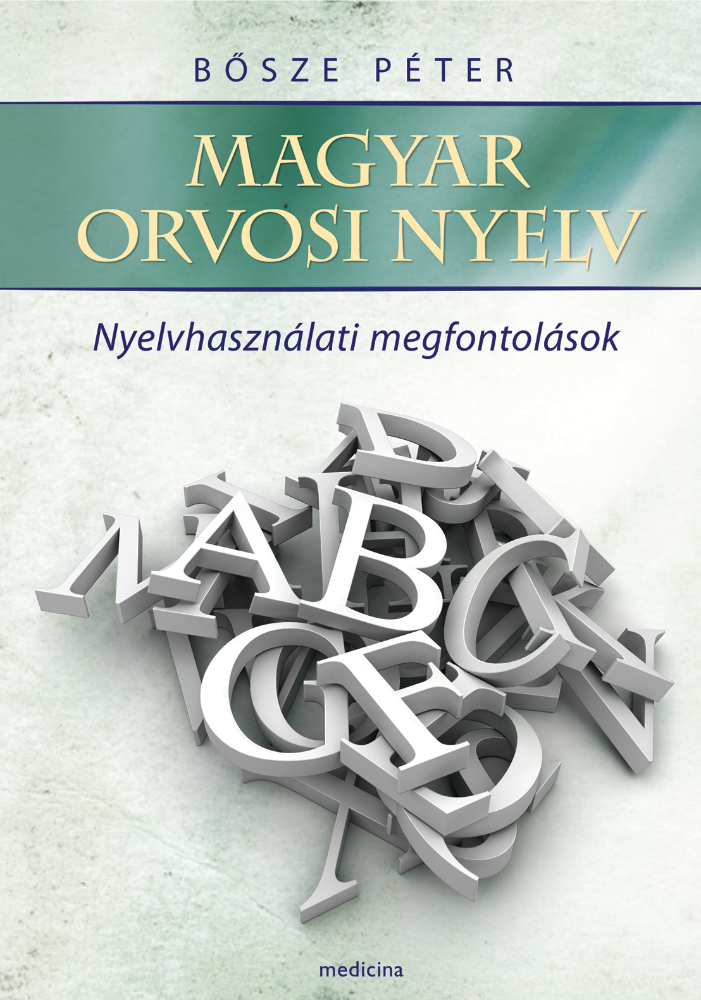 BŐSZE PÉTER
MAGYAR
ORVOSI NYELV
Nyelvhasználati megfontolások
medicina